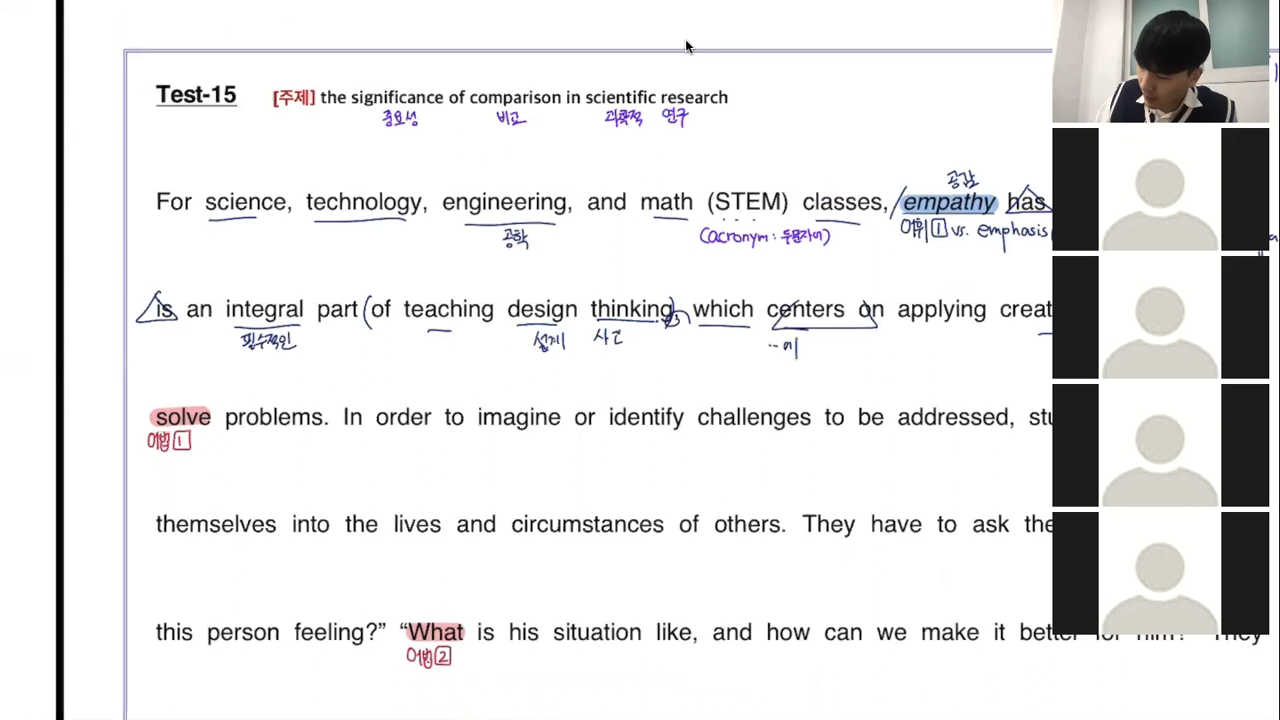 Test-15 [주제] the significance of comparison in scientific research
중요성 비교 과학적 연구
공감
For science, technology, engineering, and math (STEM) classes, empathy has
공학 (acronym : 두문자어) 어휘 1 vs. emphasis
is an integral part (of teaching design thinking), which centers on applying creat
필수적인 설계 사고 …에
solve problems. In order to imagine or identify challenges to be addressed, stu
어법 1
themselves into the lives and circumstances of others. They have to ask the
this person feeling?” “What is his situation like, and how can we make it better for him?” They
어법 2